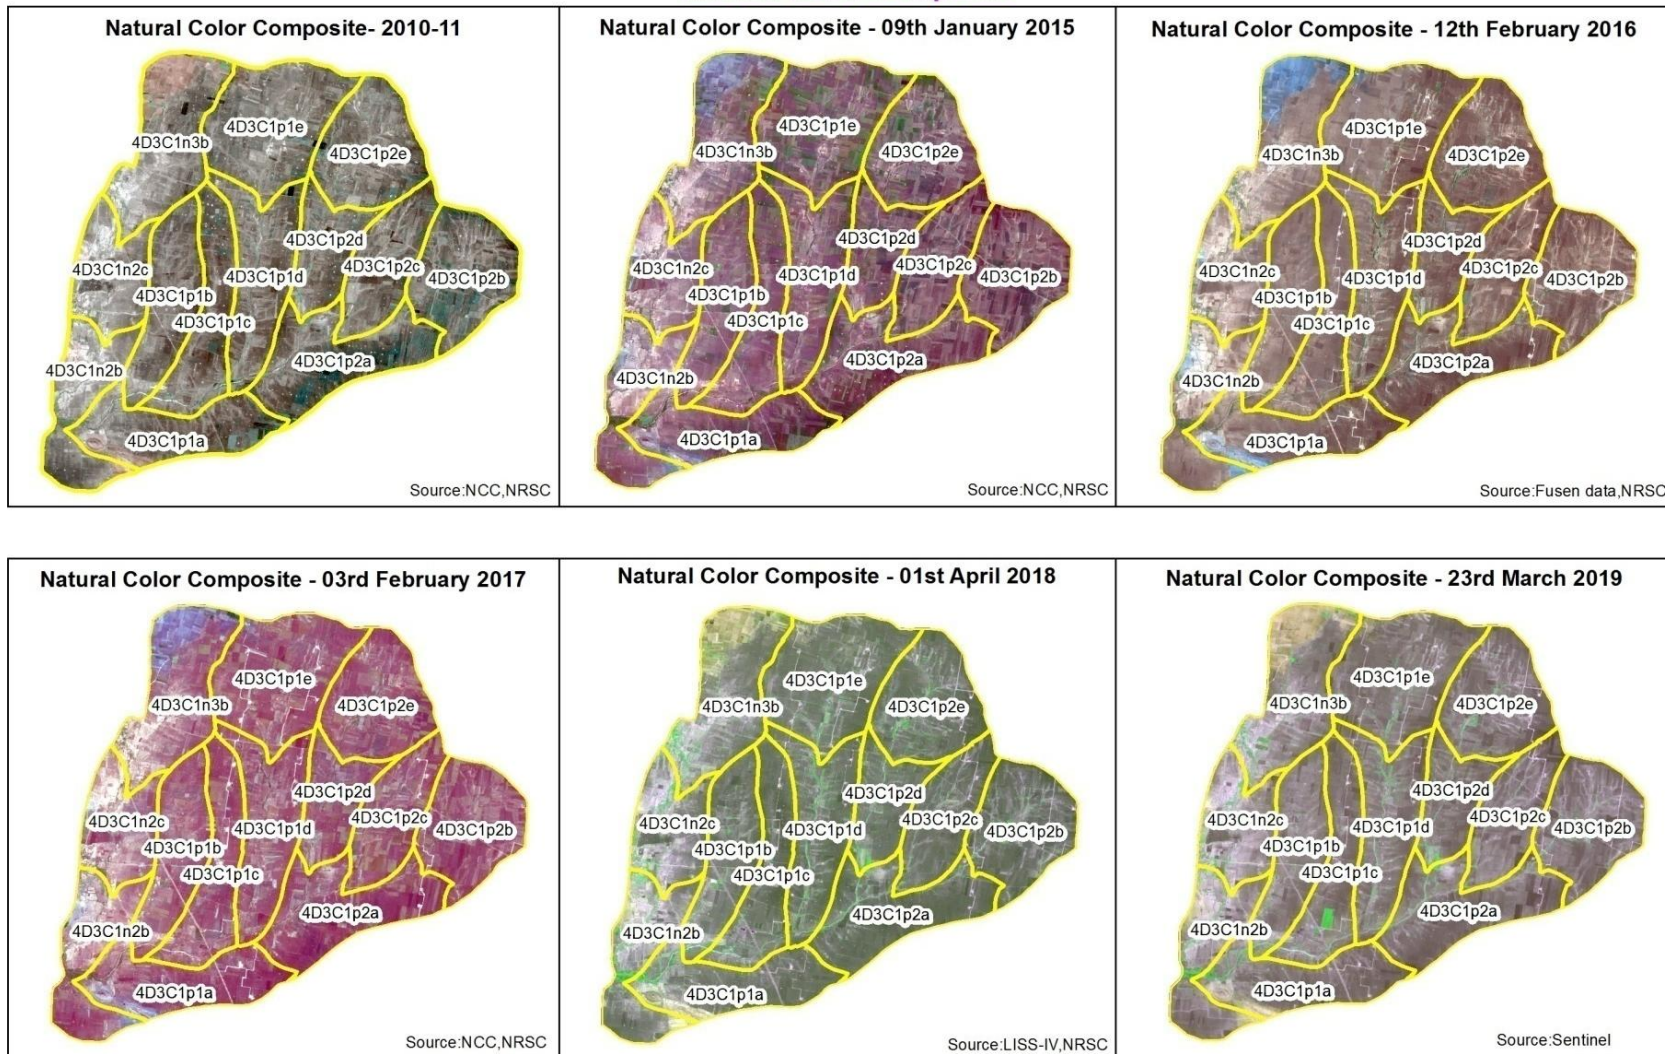 Natural Color Composite- 2010-11
4D3C1p1e
4D3C1n3b
4D3C1p2e
4D3C1p2d
4D3C1n2c
4D3C1p1d
4D3C1p2c
4D3C1p2b
4D3C1p1b
4D3C1p1c
4D3C1p2a
4D3C1n2b
4D3C1p1a
Source:NCC,NRSC
Natural Color Composite - 09th January 2015
4D3C1p1e
4D3C1n3b
4D3C1p2e
4D3C1p2d
4D3C1n2c
4D3C1p1d
4D3C1p2c
4D3C1p2b
4D3C1p1b
4D3C1p1c
4D3C1p2a
4D3C1n2b
4D3C1p1a
Source:NCC,NRSC
Natural Color Composite - 12th February 2016
4D3C1p1e
4D3C1n3b
4D3C1p2e
4D3C1p2d
4D3C1n2c
4D3C1p1d
4D3C1p2c
4D3C1p2b
4D3C1p1b
4D3C1p1c
4D3C1p2a
4D3C1n2b
4D3C1p1a
Source:Fusen data,NRSC
Natural Color Composite - 03rd February 2017
4D3C1p1e
4D3C1n3b
4D3C1p2e
4D3C1p2d
4D3C1n2c
4D3C1p1d
4D3C1p2c
4D3C1p2b
4D3C1p1b
4D3C1p1c
4D3C1p2a
4D3C1n2b
4D3C1p1a
Source:NCC,NRSC
Natural Color Composite - 01st April 2018
4D3C1p1e
4D3C1n3b
4D3C1p2e
4D3C1p2d
4D3C1n2c
4D3C1p1d
4D3C1p2c
4D3C1p2b
4D3C1p1b
4D3C1p1c
4D3C1p2a
4D3C1n2b
4D3C1p1a
Source:LISS-IV,NRSC
Natural Color Composite - 23rd March 2019
4D3C1p1e
4D3C1n3b
4D3C1p2e
4D3C1p2d
4D3C1n2c
4D3C1p1d
4D3C1p2c
4D3C1p2b
4D3C1p1b
4D3C1p1c
4D3C1p2a
4D3C1n2b
4D3C1p1a
Source:Sentinel